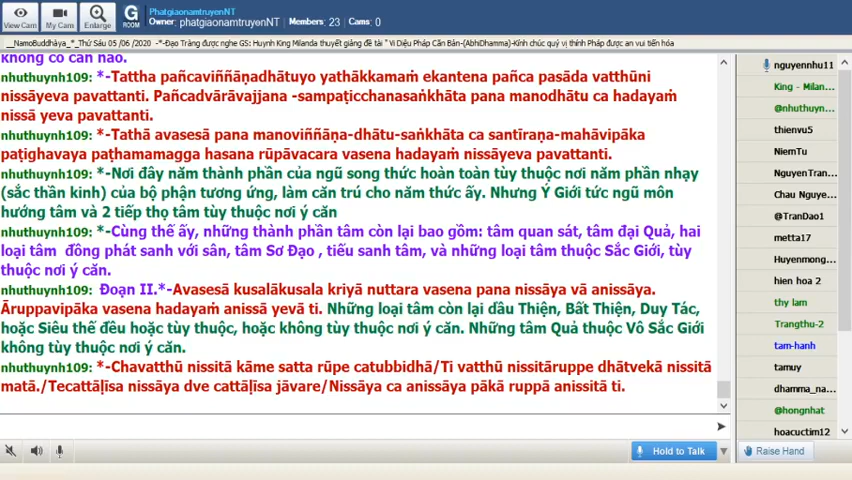 View Cam
My Cam
Enlarge
G
ROOM
PhatgiaonamtruyenNT
Owner: phatgiaonamtruyenNT | Members: 23 | Cams: 0
__NamoBuddhàya_*_Thứ Sáu 05 /06 /2020 -*-Đạo Tràng được nghe GS: Huynh King Milanda thuyết giảng đề tài " Vi Diệu Pháp Căn Bản-(AbhiDhamma)-Kính chúc quý vị thính Pháp được an vui tiến hóa
không có căn nào.
nhuthuynh109: *-Tattha pañcaviññāṇadhātuyo yathākkamaṁ ekantena pañca pasāda vatthūni
nissāyeva pavattanti. Pañcadvārāvajjana -sampaṭicchanasaṅkhāta pana manodhātu ca hadayaṁ
nissā yeva pavattanti.
nhuthuynh109: *-Tathā avasesā pana manoviññāṇa-dhātu-saṅkhāta ca santīraṇa-mahāvipāka
paṭighavaya paṭhamamagga hasana rūpāvacara vasena hadayaṁ nissāyeva pavattanti.
nhuthuynh109: *-Nơi đây năm thành phần của ngũ song thức hoàn toàn tùy thuộc nơi năm phần nhạy
(sắc thần kinh) của bộ phận tương ứng, làm căn trú cho năm thức ấy. Nhưng Ý Giới tức ngũ môn
hướng tâm và 2 tiếp thọ tâm tùy thuộc nơi ý căn
nhuthuynh109: *-Cùng thế ấy, những thành phần tâm còn lại bao gồm: tâm quan sát, tâm đại Quả, hai
loại tâm đồng phát sanh với sân, tâm Sơ Đạo , tiếu sanh tâm, và những loại tâm thuộc Sắc Giới, tùy
thuộc nơi ý căn.
nhuthuynh109: Đoạn II.*-Avasesā kusalākusala kriyā nuttara vasena pana nissāya vā anissāya.
Āruppavipāka vasena hadayaṁ anissā yevā ti. Những loại tâm còn lại dầu Thiện, Bất Thiện, Duy Tác,
hoặc Siêu thế đều hoặc tùy thuộc, hoặc không tùy thuộc nơi ý căn. Những tâm Quả thuộc Vô Sắc Giới
không tùy thuộc nơi ý căn.
nhuthuynh109: *-Chavatthū nissitā kāme satta rūpe catubbidhā/Ti vatthū nissitāruppe dhātvekā nissitā
matā./Tecattāḷīsa nissāya dve cattāḷīsa jāvare/Nissāya ca anissāya pākā ruppā anissitā ti.
Hold to Talk
nguyennhu11
King - Milan...
@nhuthuyn...
thienvu5
NiemTu
NguyenTran...
Chau Nguye...
@TranDao1
metta17
Huyenmong...
hien hoa 2
thy lam
Trangthu-2
tam-hanh
tamuy
dhamma_na...
@hongnhat
hoacuctim12
Raise Hand